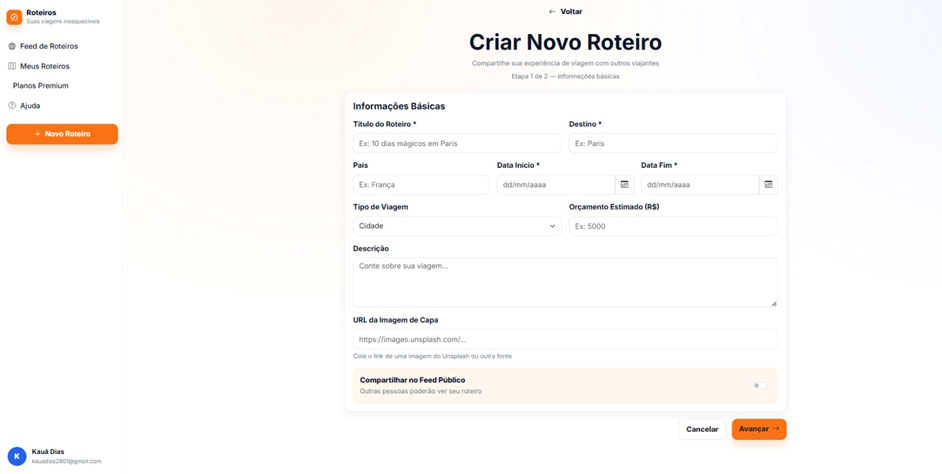 Roteiros
Suas viagens inesquecíveis
Feed de Roteiros
Meus Roteiros
Planos Premium
Ajuda
+ Novo Roteiro
Kauã Dias
kauadias2901@gmail.com
K
← Voltar
Criar Novo Roteiro
Compartilhe sua experiência de viagem com outros viajantes
Etapa 1 de 2 — informações básicas
Informações Básicas
Título do Roteiro * Destino *
Ex: 10 dias mágicos em Paris Ex: Paris
País Data Início * Data Fim *
Ex: França dd/mm/aaaa dd/mm/aaaa
Tipo de Viagem Orçamento Estimado (R$)
Cidade Ex: 5000
Descrição
Conte sobre sua viagem...
URL da Imagem de Capa
https://images.unsplash.com/...
Cole o link de uma imagem do Unsplash ou outra fonte
Compartilhar no Feed Público
Outras pessoas poderão ver seu roteiro
Cancelar Avançar →